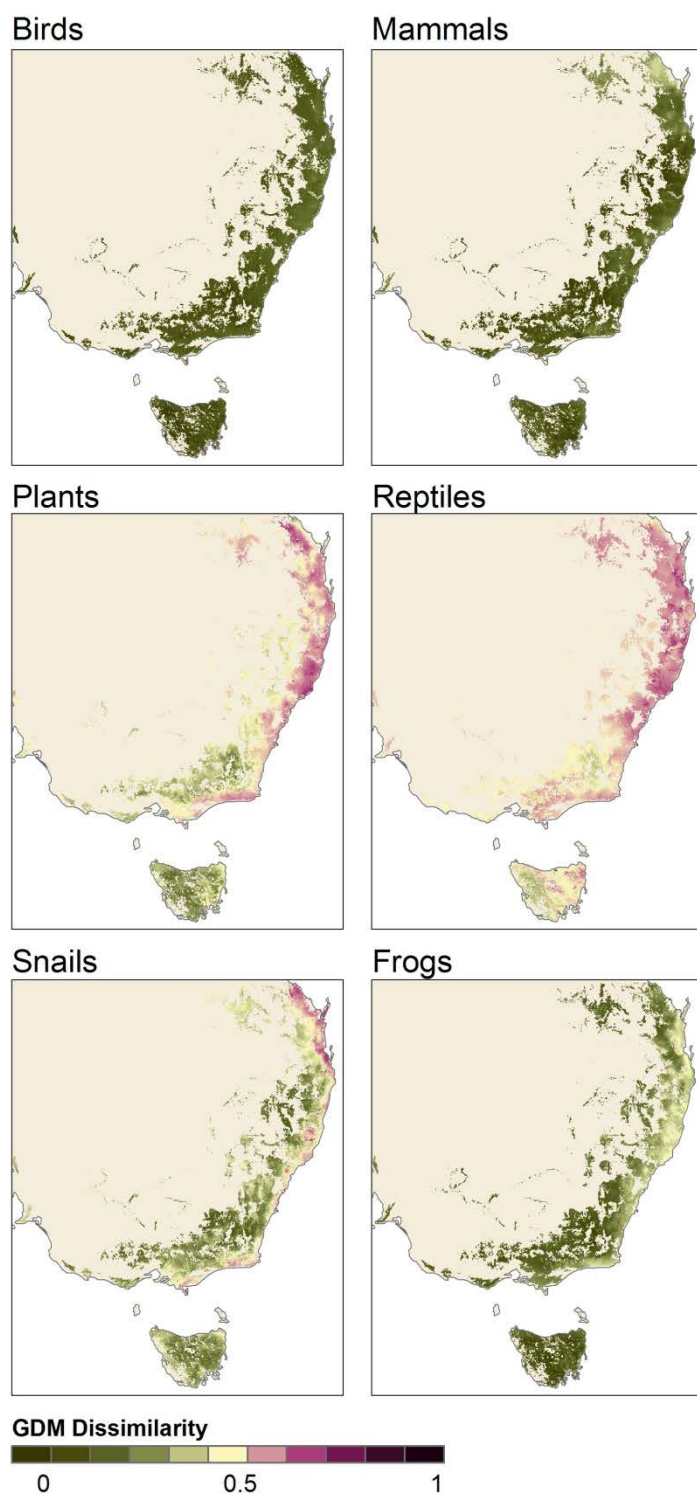 Birds
Mammals
Plants
Reptiles
Snails
Frogs
GDM Dissimilarity
0 0.5 1